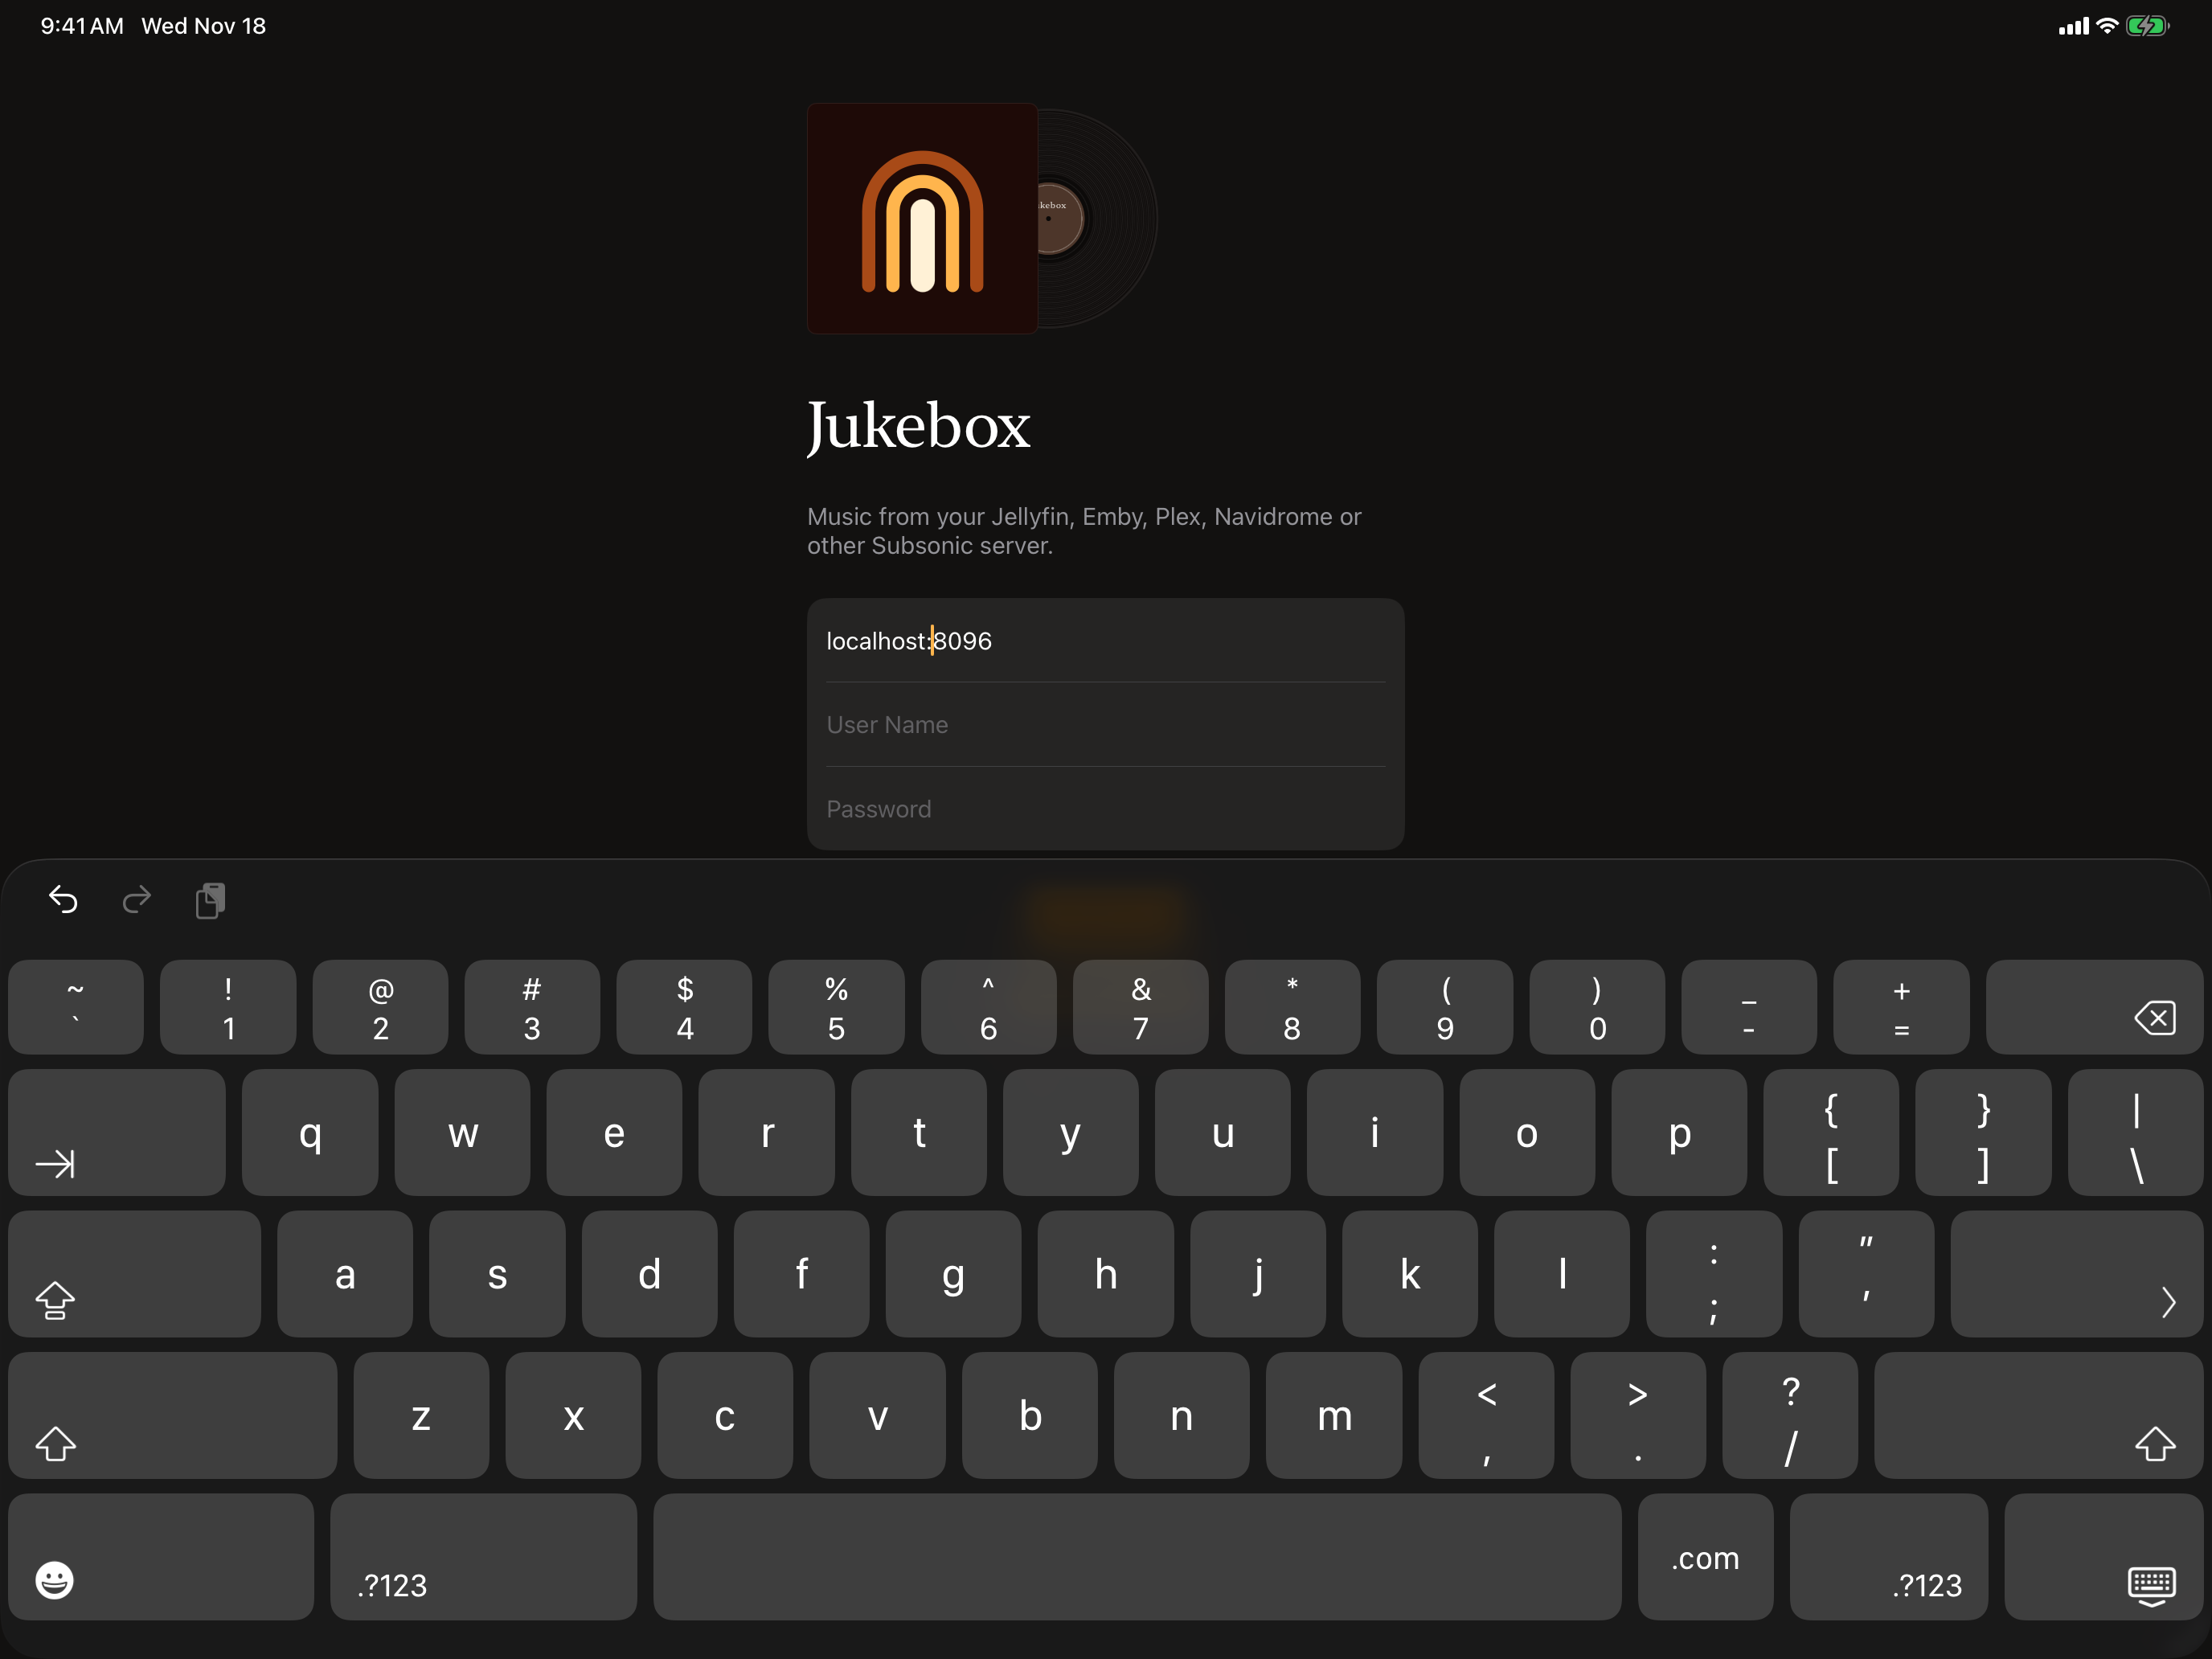 9:41 AM Wed Nov 18
kebox
Jukebox
Music from your Jellyfin, Emby, Plex, Navidrome or
other Subsonic server.
localhost:8096
User Name
Password
~ ! @ # $ % ^ & * ( ) _ +
` 1 2 3 4 5 6 7 8 9 0 - =
q w e r t y u i o p { } |
[ ] \
a s d f g h j k l : "
; '
z x c v b n m < > ?
, . /
.?123 .com .?123